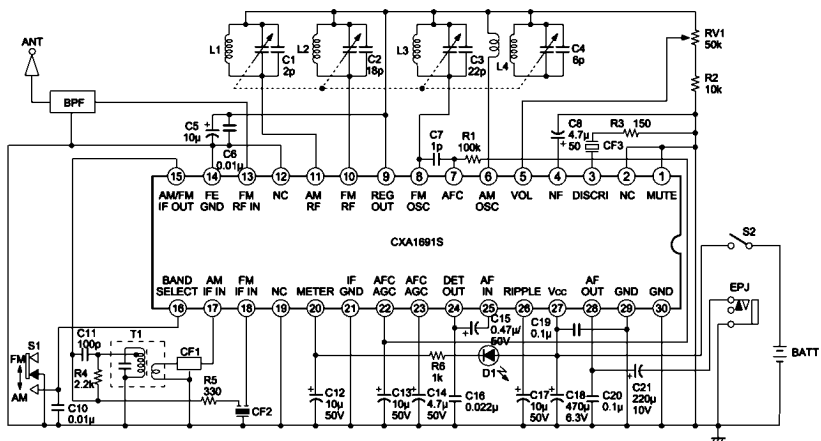 ANT
BPF
L1
C1
2p
L2
C2
18p
L3
C3
22p
L4
C4
6p
RV1
50k
R2
10k
C5
10µ
C6
0.01µ
C7
1p
R1
100k
C8
4.7µ
50
R3 150
CF3
15 14 13 12 11 10 9 8 7 6 5 4 3 2 1
AM/FM
IF OUT
FE
GND
FM
RF IN
NC
AM
RF
FM
RF
REG
OUT
FM
OSC
AFC
AM
OSC
VOL
NF
DISCRI
NC
MUTE
CXA1691S
BAND
SELECT
AM
IF IN
FM
IF IN
NC
METER
IF
GND
AFC
AGC
AFC
AGC
DET
OUT
AF
IN
RIPPLE
Vcc
AF
OUT
GND
GND
16 17 18 19 20 21 22 23 24 25 26 27 28 29 30
S2
EPJ
BATT
S1
FM
AM
C11
100p
R4
2.2k
C10
0.01µ
T1
CF1
R5
330
CF2
C15
0.47µ/
50V
C19
0.1µ
R6
1k
D1
C12
10µ
50V
C13
10µ
50V
C14
4.7µ
50V
C16
0.022µ
C17
10µ
50V
C18
470µ
6.3V
C20
0.1µ
C21
220µ
10V